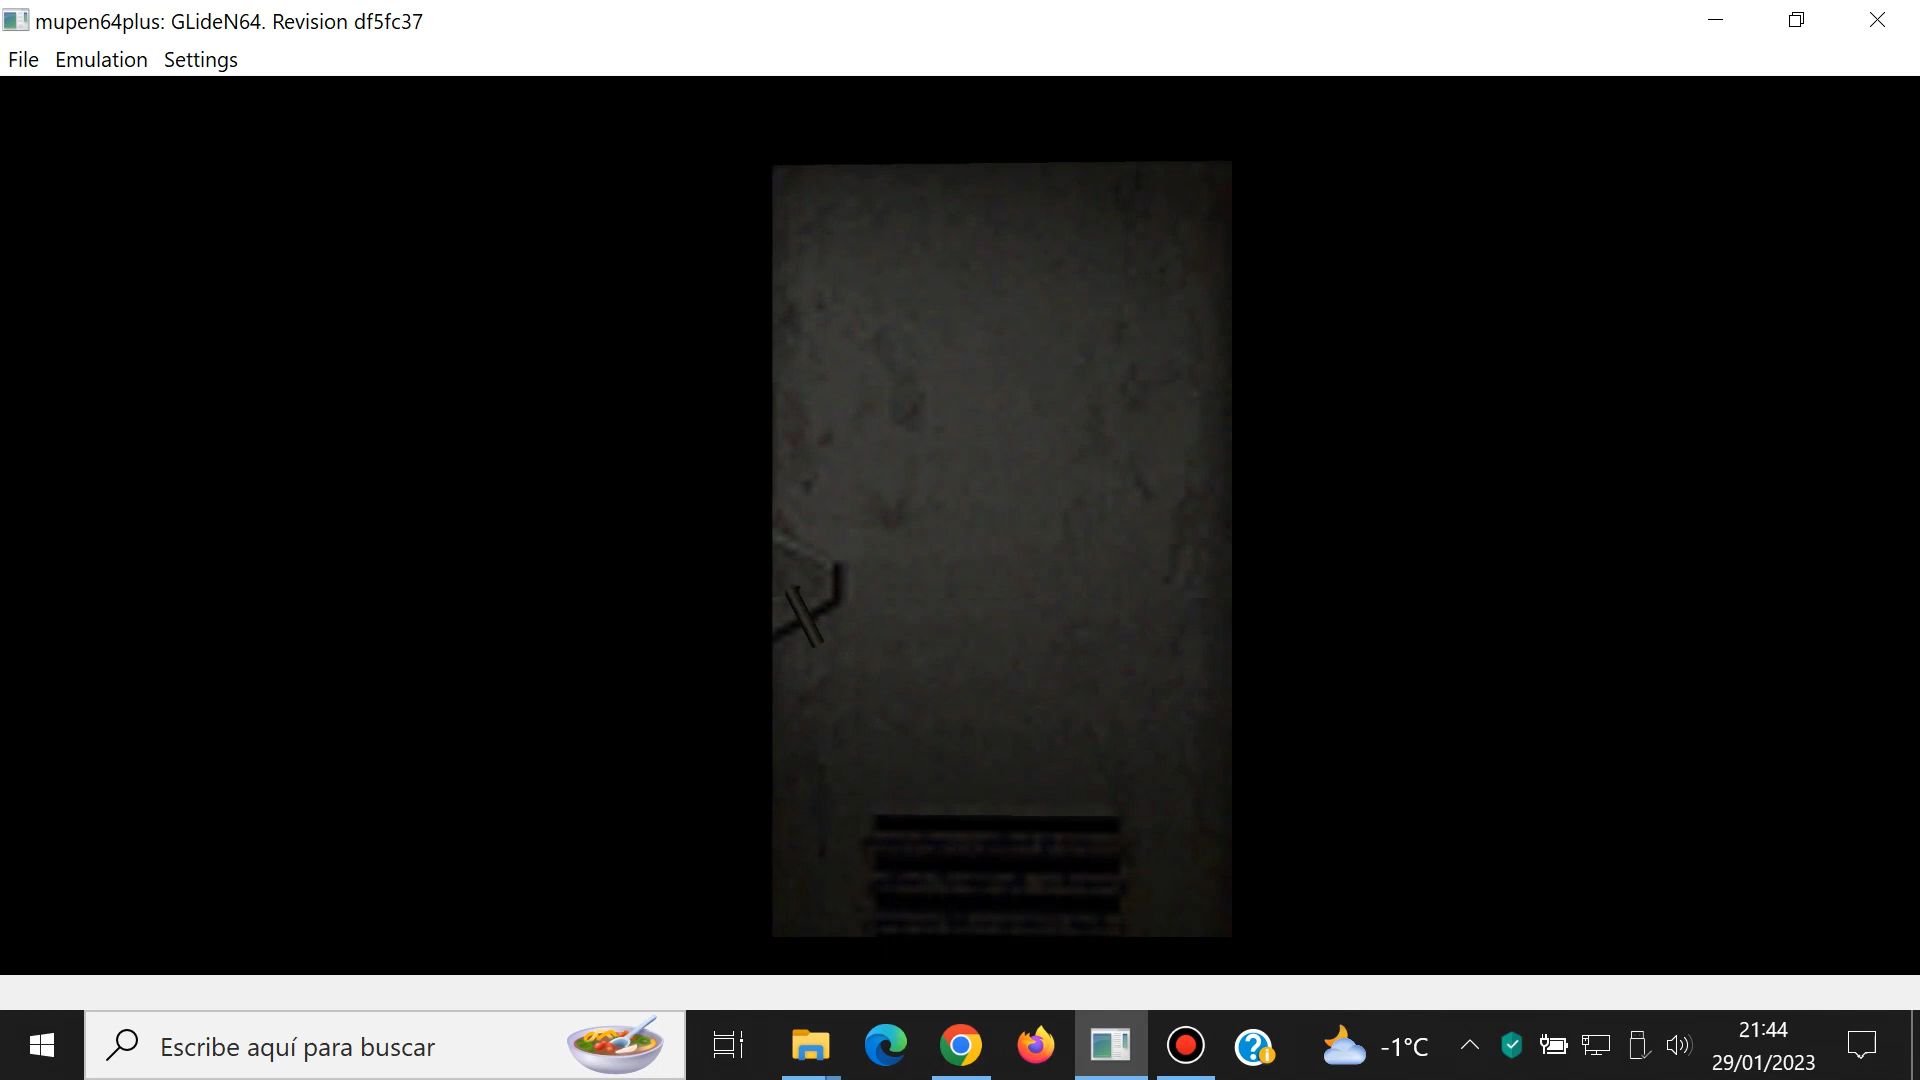 mupen64plus: GLideN64. Revision df5fc37
File Emulation Settings
Escribe aquí para buscar
-1°C
21:44
29/01/2023